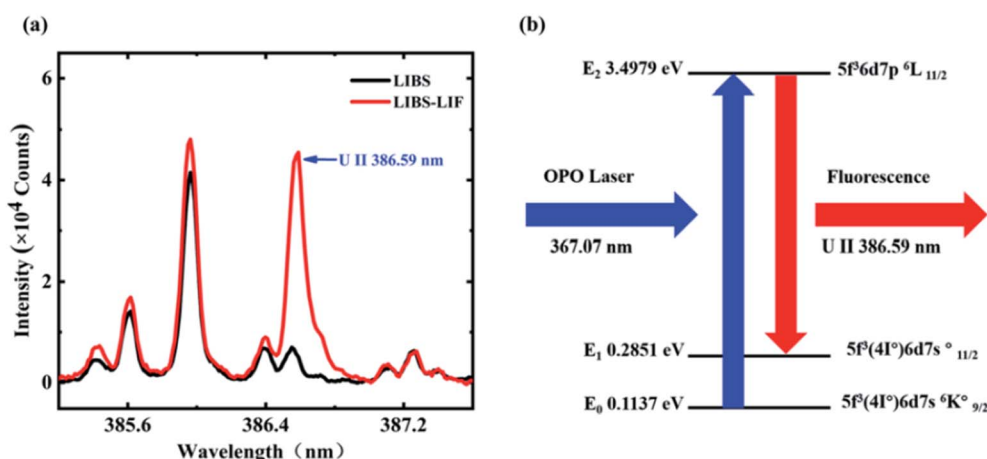 (a)
6
4
2
0
385.6
386.4
387.2
Intensity (×10⁴ Counts)
Wavelength（nm）
LIBS
LIBS-LIF
U II 386.59 nm
(b)
E₂ 3.4979 eV
5f³6d7p ⁶L ₁₁/₂
OPO Laser
367.07 nm
Fluorescence
U II 386.59 nm
E₁ 0.2851 eV
5f³(4I°)6d7s ° ₁₁/₂
E₀ 0.1137 eV
5f³(4I°)6d7s ⁶K° ₉/₂